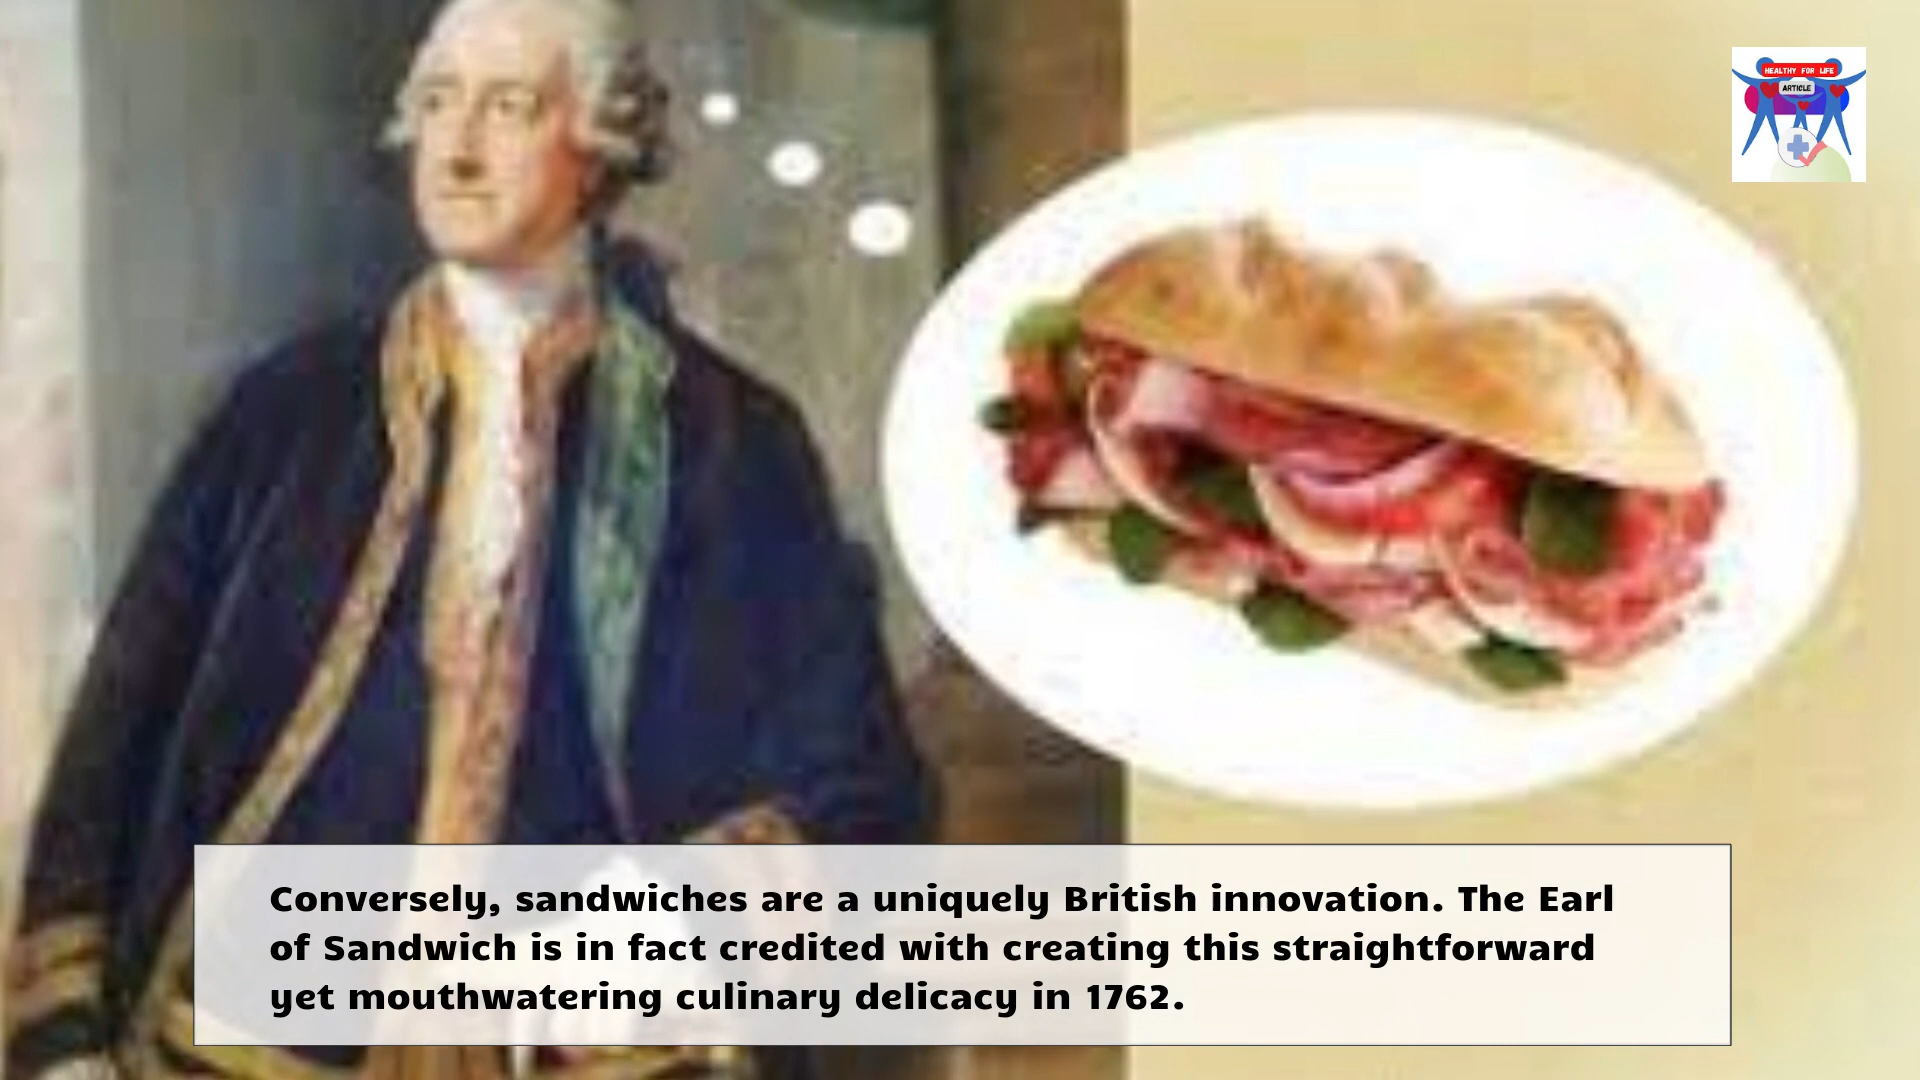 HEALTHY FOR LIFE
ARTICLE
Conversely, sandwiches are a uniquely British innovation. The Earl
of Sandwich is in fact credited with creating this straightforward
yet mouthwatering culinary delicacy in 1762.